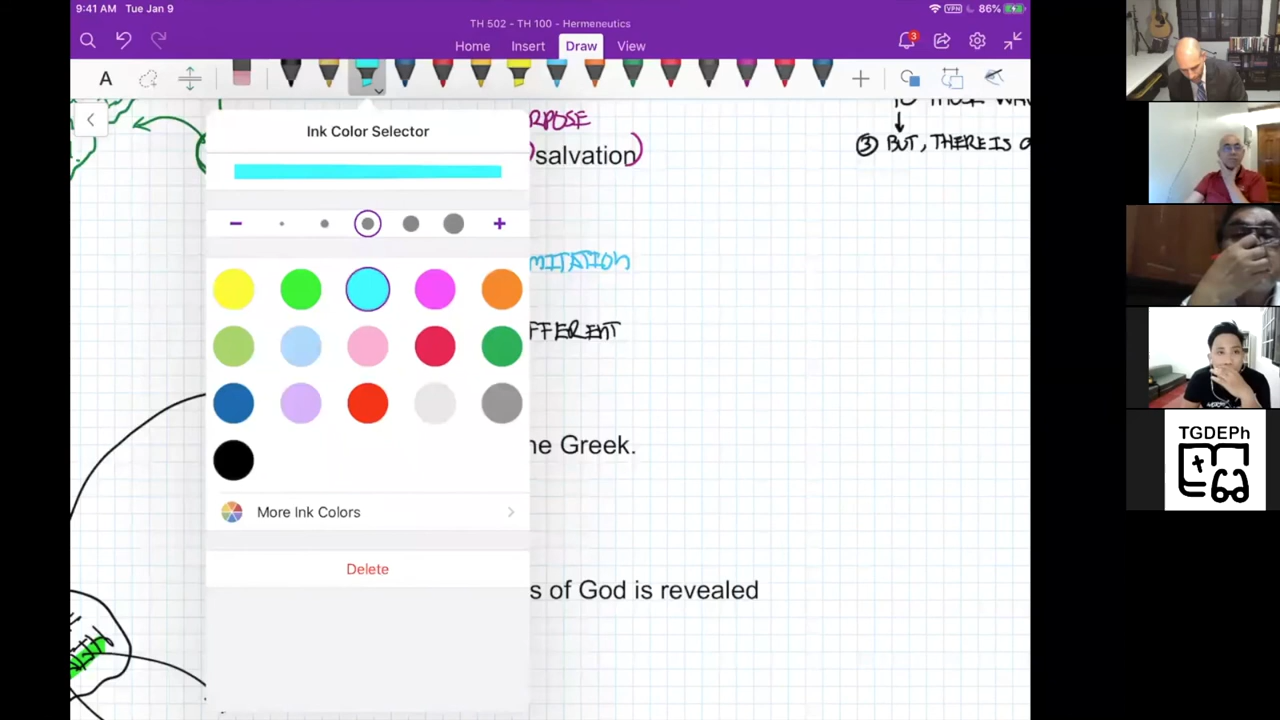 9:41 AM Tue Jan 9
VPN 86%
TH 502 - TH 100 - Hermeneutics
Home Insert Draw View
3
A
Ink Color Selector
RPOSE
salvation)
③ BUT, THERE IS
MITATION
FFERENT
he Greek.
More Ink Colors
s of God is revealed
Delete
TGDEPh